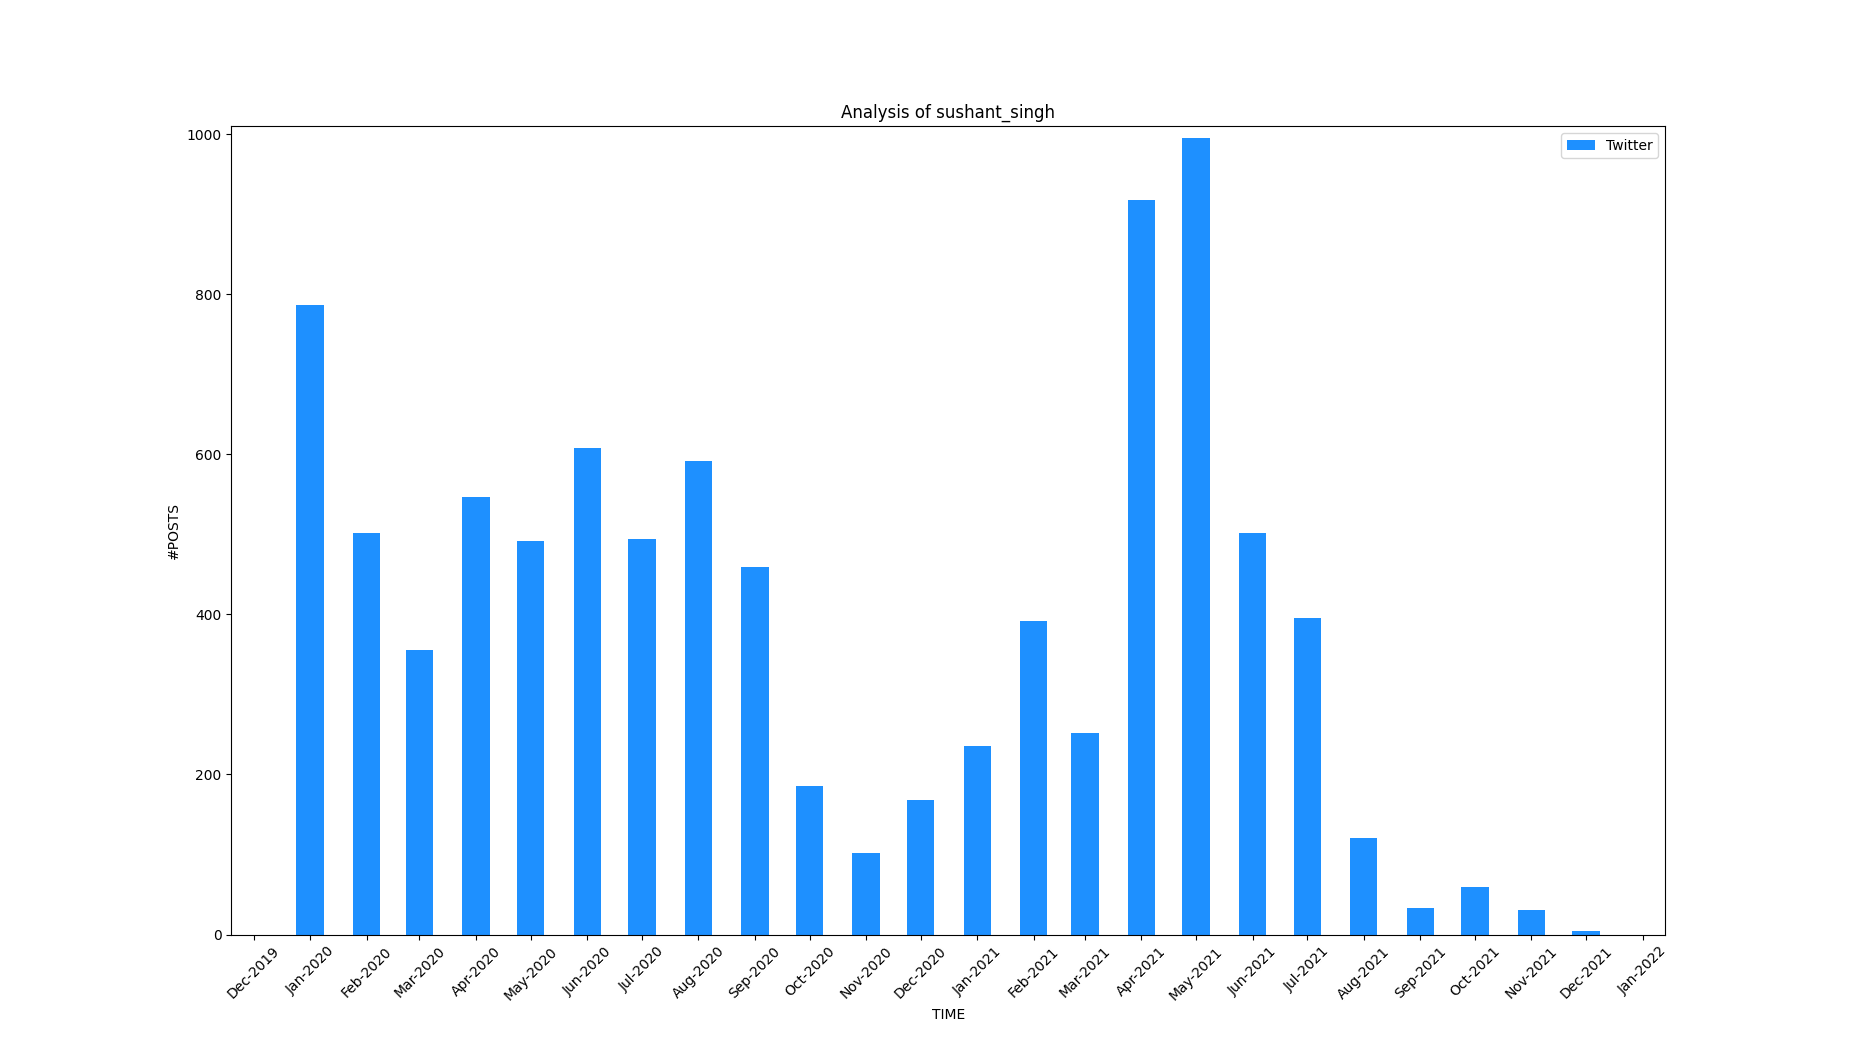 Analysis of sushant_singh
Twitter
1000
800
600
400
200
0
#POSTS
Dec-2019
Jan-2020
Feb-2020
Mar-2020
Apr-2020
May-2020
Jun-2020
Jul-2020
Aug-2020
Sep-2020
Oct-2020
Nov-2020
Dec-2020
Jan-2021
Feb-2021
Mar-2021
Apr-2021
May-2021
Jun-2021
Jul-2021
Aug-2021
Sep-2021
Oct-2021
Nov-2021
Dec-2021
Jan-2022
TIME